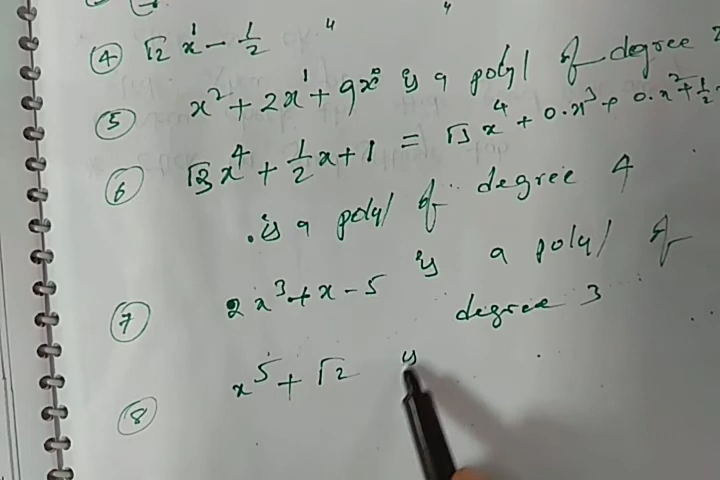 ④ √2 x¹ - 1/2
⑤ x² + 2x¹ + 9x⁰ is a poly/ of degree 2
⑥ √3x⁴ + 1/2 x + 1 = √3 x⁴ + 0·x³ + 0·x² + 1/2
is a poly/ of degree 4
⑦ 2x³ + x - 5 is a poly/ of
degree 3
⑧ x⁵ + √2 is